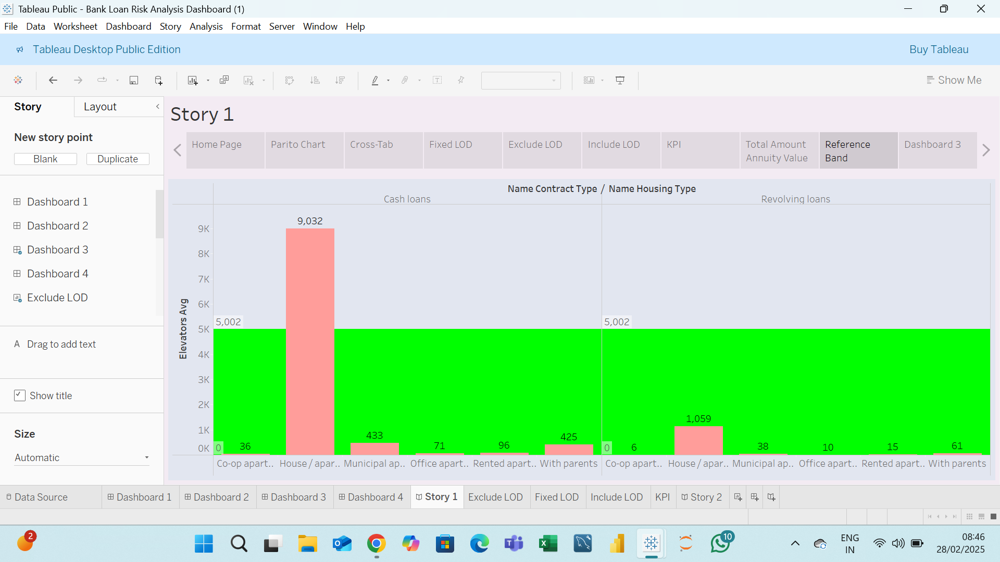 Tableau Public - Bank Loan Risk Analysis Dashboard (1)
File Data Worksheet Dashboard Story Analysis Format Server Window Help
Tableau Desktop Public Edition
Buy Tableau
Show Me
Story
Layout
New story point
Blank
Duplicate
Dashboard 1
Dashboard 2
Dashboard 3
Dashboard 4
Exclude LOD
A Drag to add text
Show title
Size
Automatic
Story 1
Home Page
Parito Chart
Cross-Tab
Fixed LOD
Exclude LOD
Include LOD
KPI
Total Amount
Annuity Value
Reference
Band
Dashboard 3
Name Contract Type / Name Housing Type
Cash loans
Revolving loans
Elevators Avg
9K
8K
7K
6K
5K
4K
3K
2K
1K
0K
5,002
0
36
9,032
433
71
96
425
5,002
0
6
1,059
38
10
15
61
Co-op apart..
House / apar..
Municipal ap..
Office apart..
Rented apart..
With parents
Co-op apart..
House / apar..
Municipal ap..
Office apart..
Rented apart..
With parents
Data Source
Dashboard 1
Dashboard 2
Dashboard 3
Dashboard 4
Story 1
Exclude LOD
Fixed LOD
Include LOD
KPI
Story 2
2
10
ENG
IN
08:46
28/02/2025